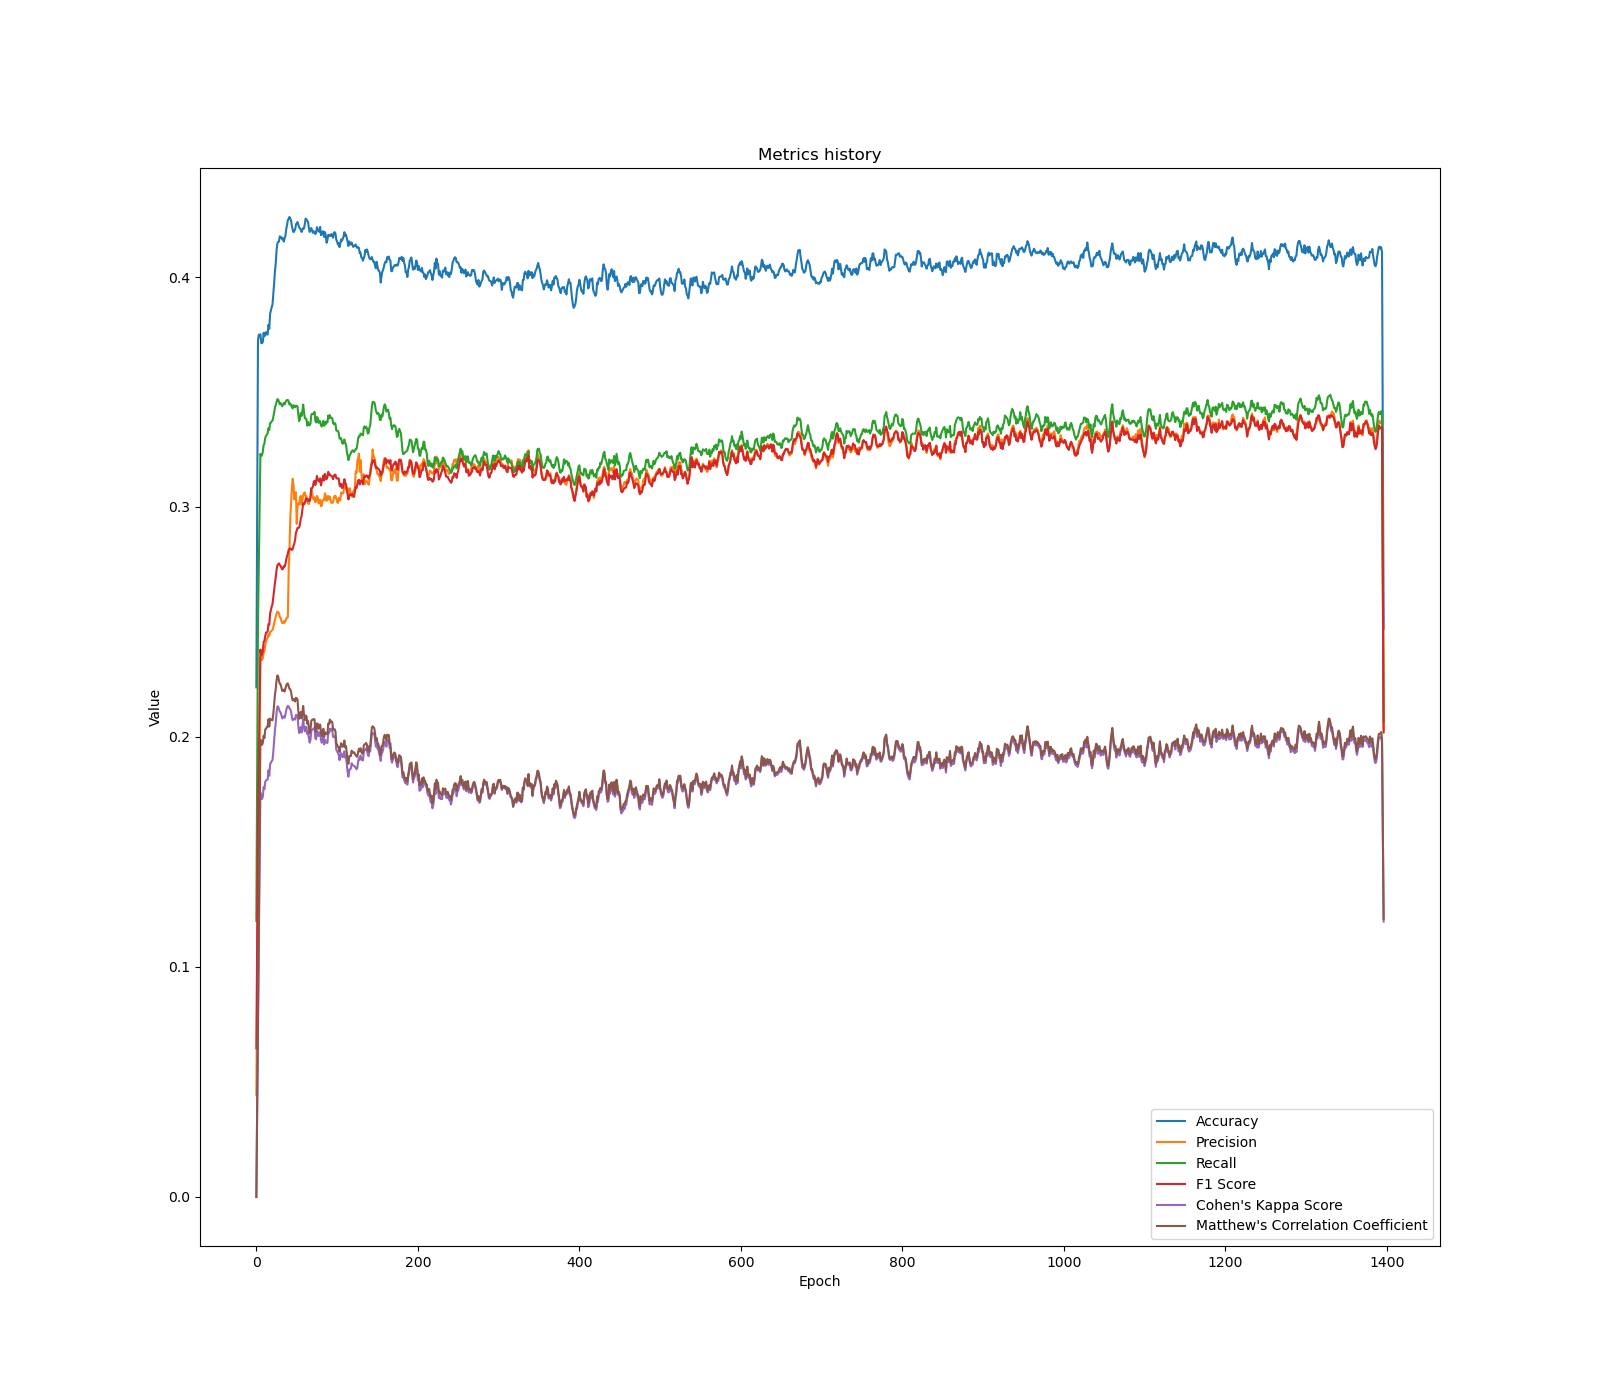 Metrics history
Value
0.4
0.3
0.2
0.1
0.0
0 200 400 600 800 1000 1200 1400
Epoch
Accuracy
Precision
Recall
F1 Score
Cohen's Kappa Score
Matthew's Correlation Coefficient